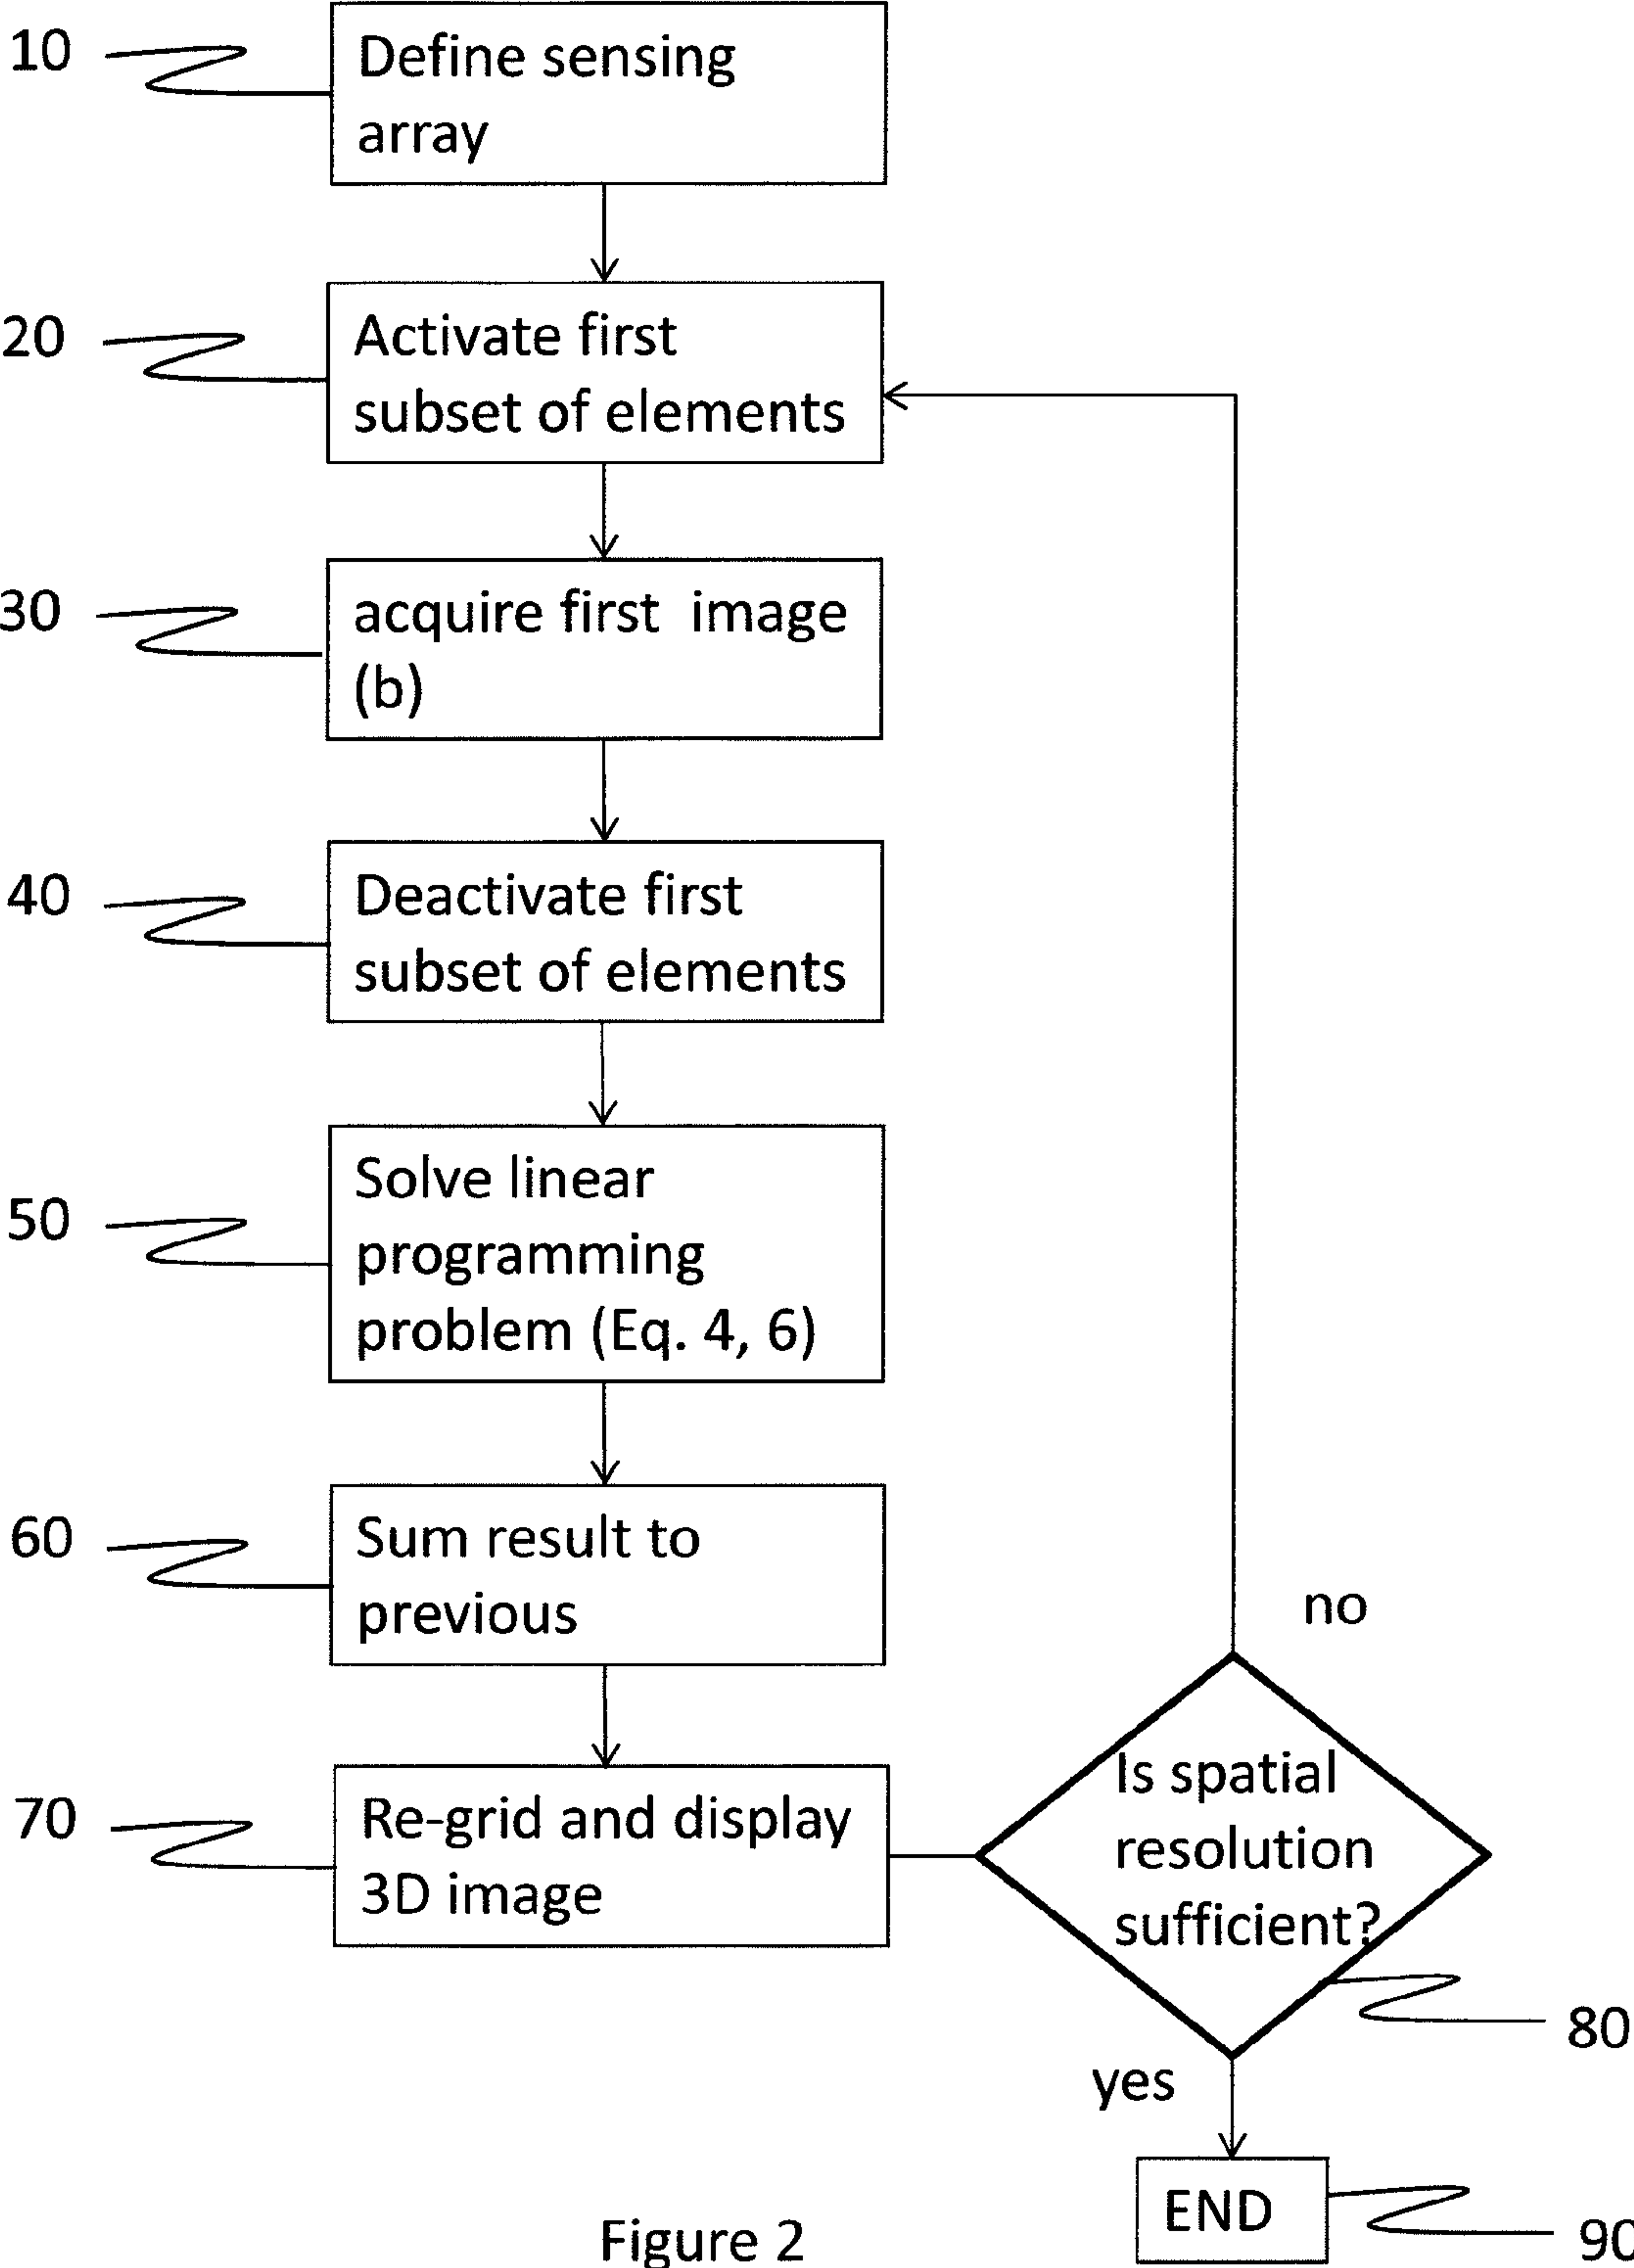 10
Define sensing
array
20
Activate first
subset of elements
30
acquire first image
(b)
40
Deactivate first
subset of elements
50
Solve linear
programming
problem (Eq. 4, 6)
60
Sum result to
previous
no
70
Re-grid and display
3D image
Is spatial
resolution
sufficient?
80
yes
END
90
Figure 2